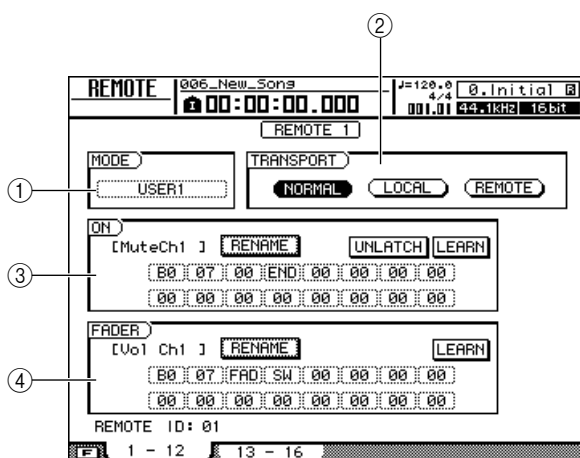 ②
REMOTE 006_New_Song ♩=120.0 4/4 0.Initial R
00:00:00.000 001.01 44.1kHz 16bit
REMOTE 1
MODE TRANSPORT
① USER1 NORMAL LOCAL REMOTE
ON
[MuteCh1 ] RENAME UNLATCH LEARN
③ B0 07 00 END 00 00 00 00
00 00 00 00 00 00 00 00
FADER
[Vol Ch1 ] RENAME LEARN
④ B0 07 FAD SW 00 00 00 00
00 00 00 00 00 00 00 00
REMOTE ID: 01
F 1 - 12 13 - 16